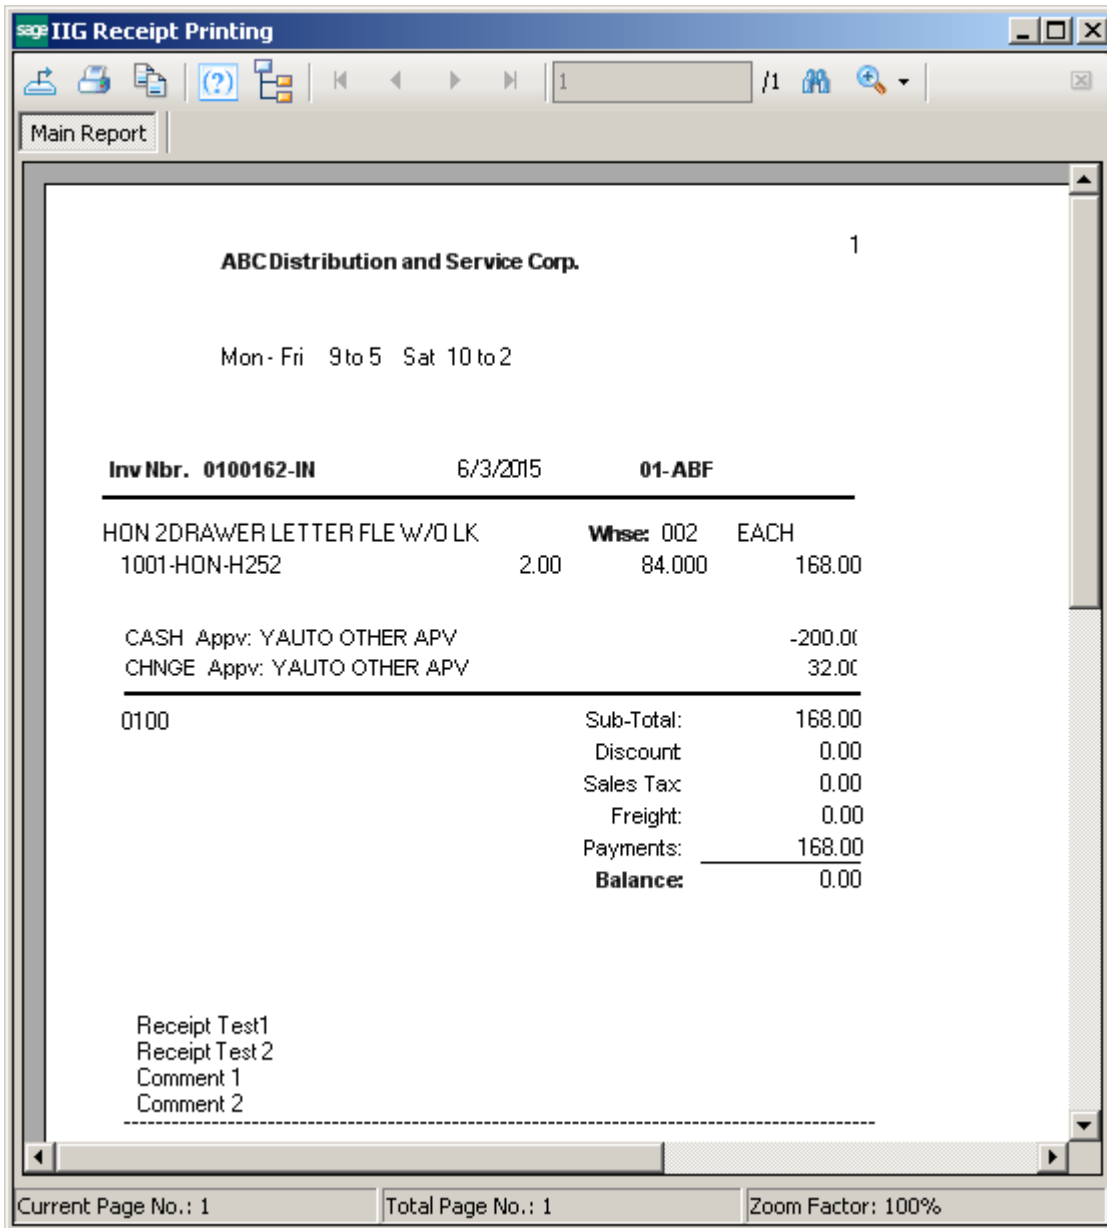 sage IIG Receipt Printing
(?) 1 /1
Main Report
1
ABC Distribution and Service Corp.
Mon - Fri 9 to 5 Sat 10 to 2
Inv Nbr. 0100162-IN 6/3/2015 01-ABF
HON 2DRAWER LETTER FLE W/O LK Whse: 002 EACH
1001-HON-H252 2.00 84.000 168.00
CASH Appv: YAUTO OTHER APV -200.00
CHNGE Appv: YAUTO OTHER APV 32.00
0100 Sub-Total: 168.00
Discount 0.00
Sales Tax 0.00
Freight: 0.00
Payments: 168.00
Balance: 0.00
Receipt Test1
Receipt Test 2
Comment 1
Comment 2
Current Page No.: 1 Total Page No.: 1 Zoom Factor: 100%